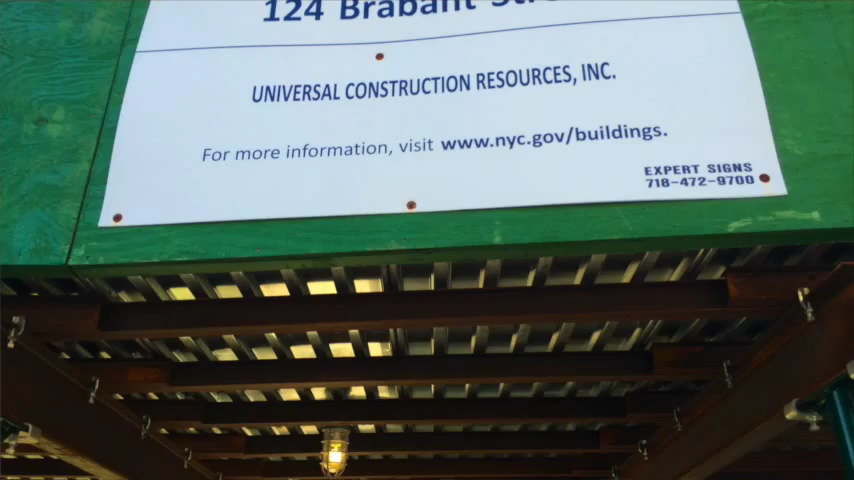 124 Brabant
UNIVERSAL CONSTRUCTION RESOURCES, INC.
For more information, visit www.nyc.gov/buildings.
EXPERT SIGNS
718-472-9700